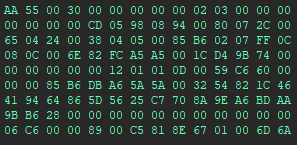 AA 55 00 30 00 00 00 00 00 02 03 00 00 00
00 00 00 00 CD 05 98 08 94 00 80 07 2C 00
65 04 24 00 38 04 05 00 85 B6 02 07 FF 0C
08 0C 00 6E 82 FC A5 A5 00 1C D4 9B 74 00
00 00 00 00 00 12 01 01 0D 00 59 C6 60 00
00 00 85 B6 DB A6 5A 5A 00 32 54 82 1C 46
41 94 64 86 5D 56 25 C7 70 8A 9E A6 BD AA
9B B6 28 00 00 00 00 00 00 00 00 00 00 00
06 C6 00 00 89 00 C5 81 8E 67 01 00 6D 6A